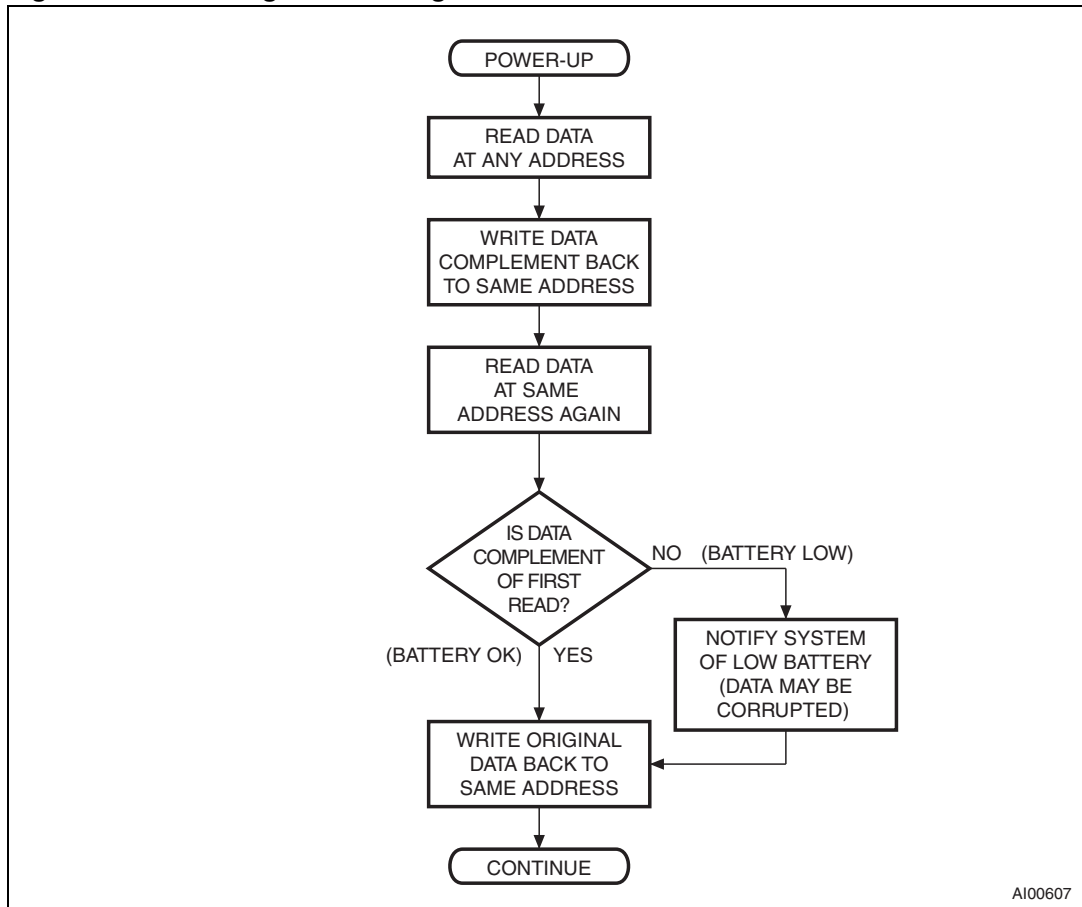 POWER-UP
READ DATA
AT ANY ADDRESS
WRITE DATA
COMPLEMENT BACK
TO SAME ADDRESS
READ DATA
AT SAME
ADDRESS AGAIN
IS DATA
COMPLEMENT
OF FIRST
READ?
NO (BATTERY LOW)
NOTIFY SYSTEM
OF LOW BATTERY
(DATA MAY BE
CORRUPTED)
(BATTERY OK) YES
WRITE ORIGINAL
DATA BACK TO
SAME ADDRESS
CONTINUE
AI00607